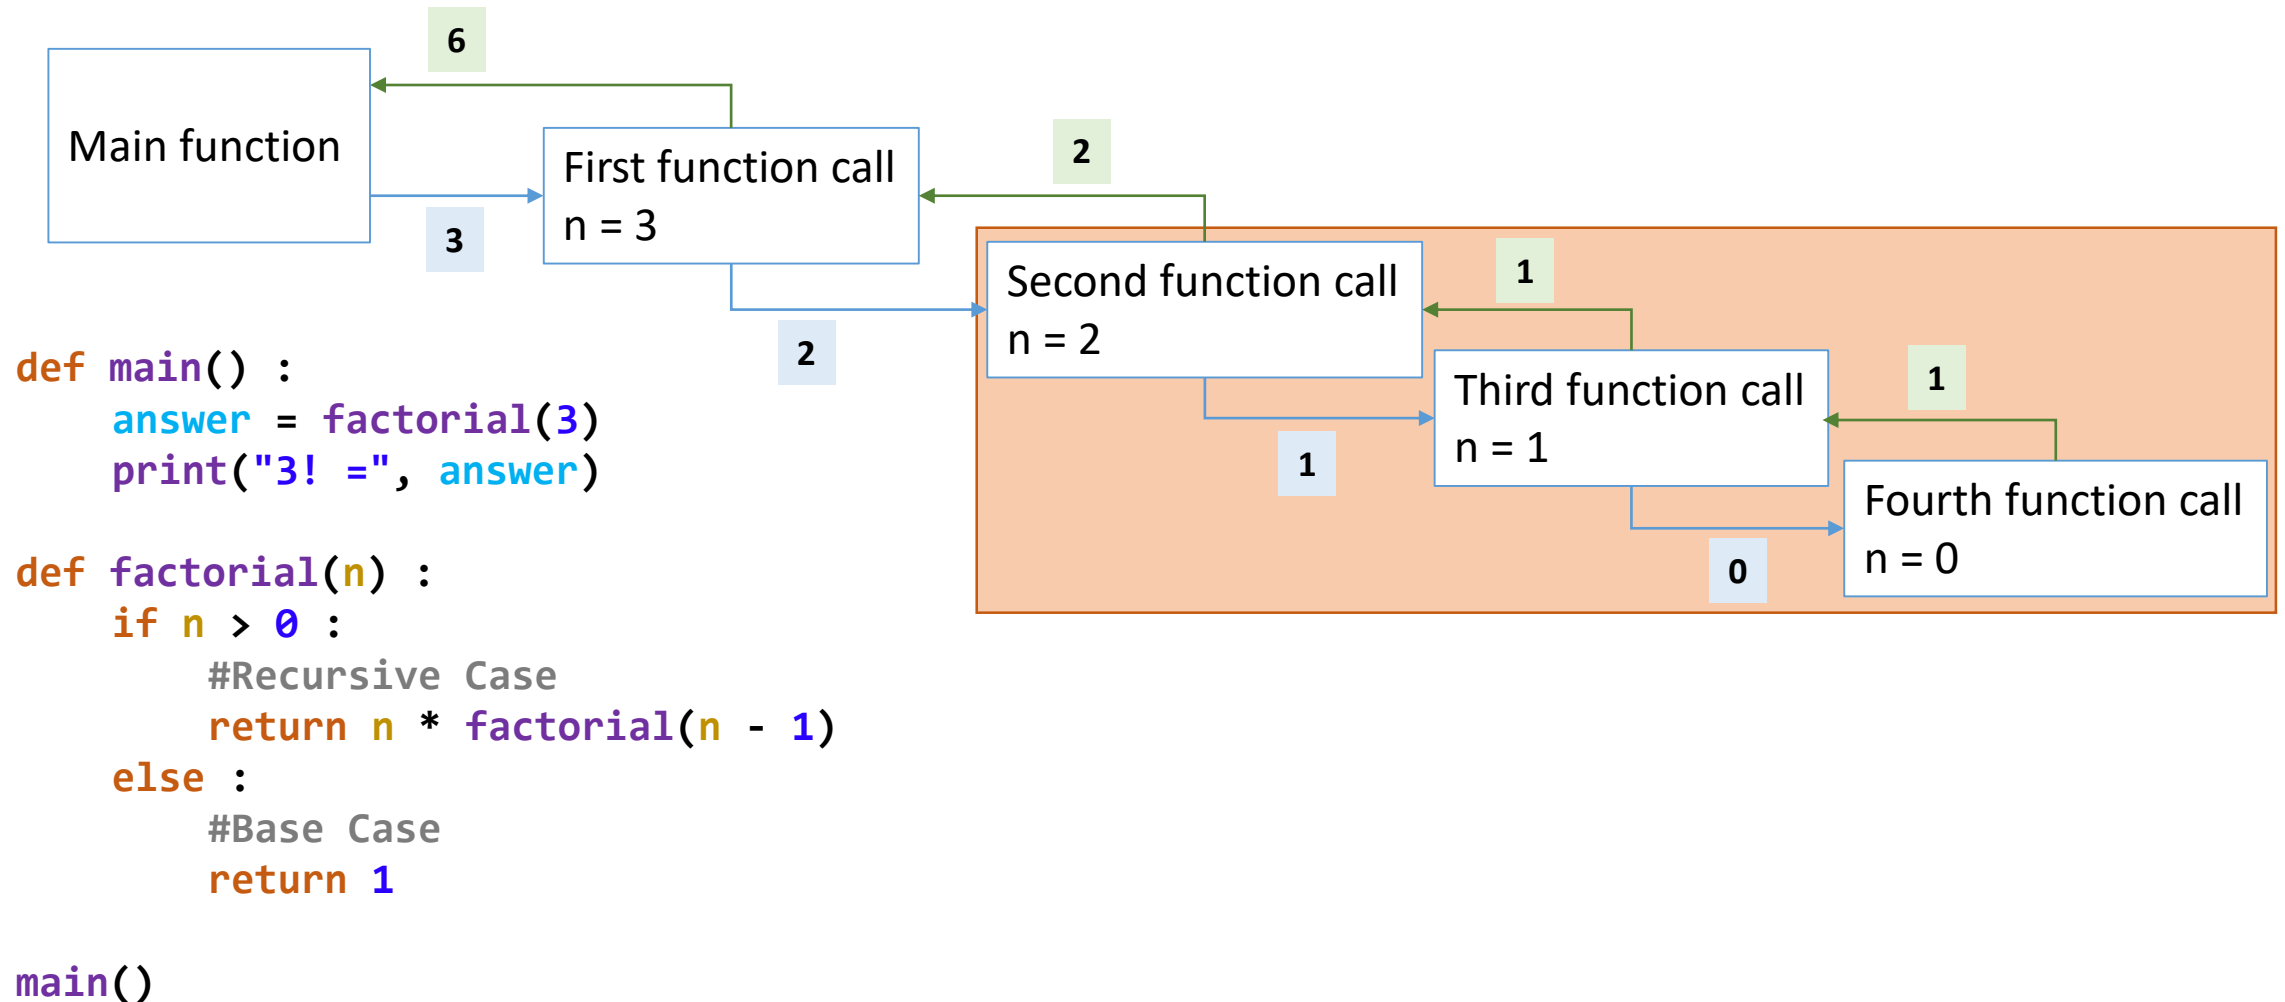 6
Main function
3
First function call
n = 3
2
2
Second function call
n = 2
1
1
Third function call
n = 1
1
0
Fourth function call
n = 0
def main() :
    answer = factorial(3)
    print("3! =", answer)
def factorial(n) :
    if n > 0 :
        #Recursive Case
        return n * factorial(n - 1)
    else :
        #Base Case
        return 1
main()